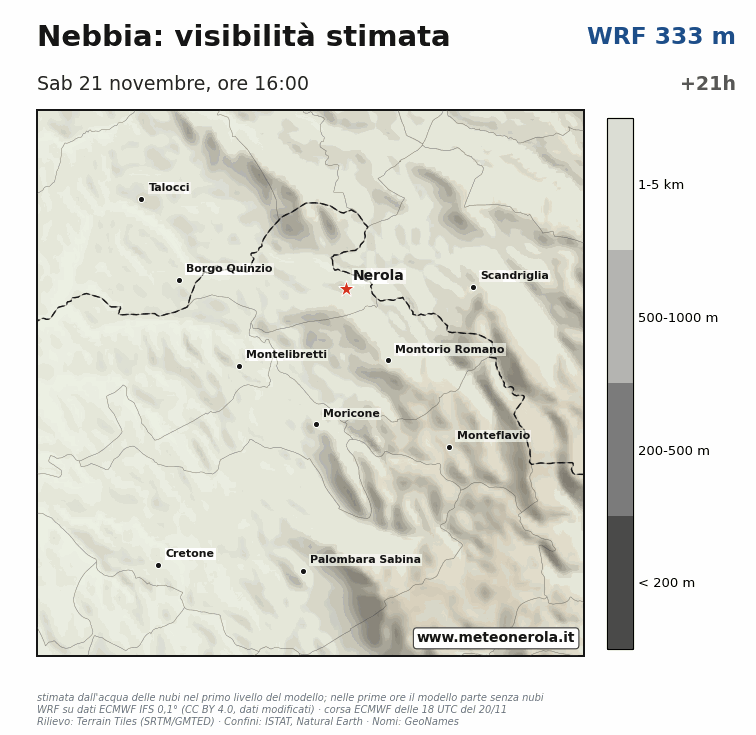 Nebbia: visibilità stimata
WRF 333 m
Sab 21 novembre, ore 16:00
+21h
Talocci
Borgo Quinzio
Nerola
Scandriglia
Montelibretti
Montorio Romano
Moricone
Monteflavio
Cretone
Palombara Sabina
www.meteonerola.it
1-5 km
500-1000 m
200-500 m
< 200 m
stimata dall'acqua delle nubi nel primo livello del modello; nelle prime ore il modello parte senza nubi
WRF su dati ECMWF IFS 0,1° (CC BY 4.0, dati modificati) · corsa ECMWF delle 18 UTC del 20/11
Rilievo: Terrain Tiles (SRTM/GMTED) · Confini: ISTAT, Natural Earth · Nomi: GeoNames